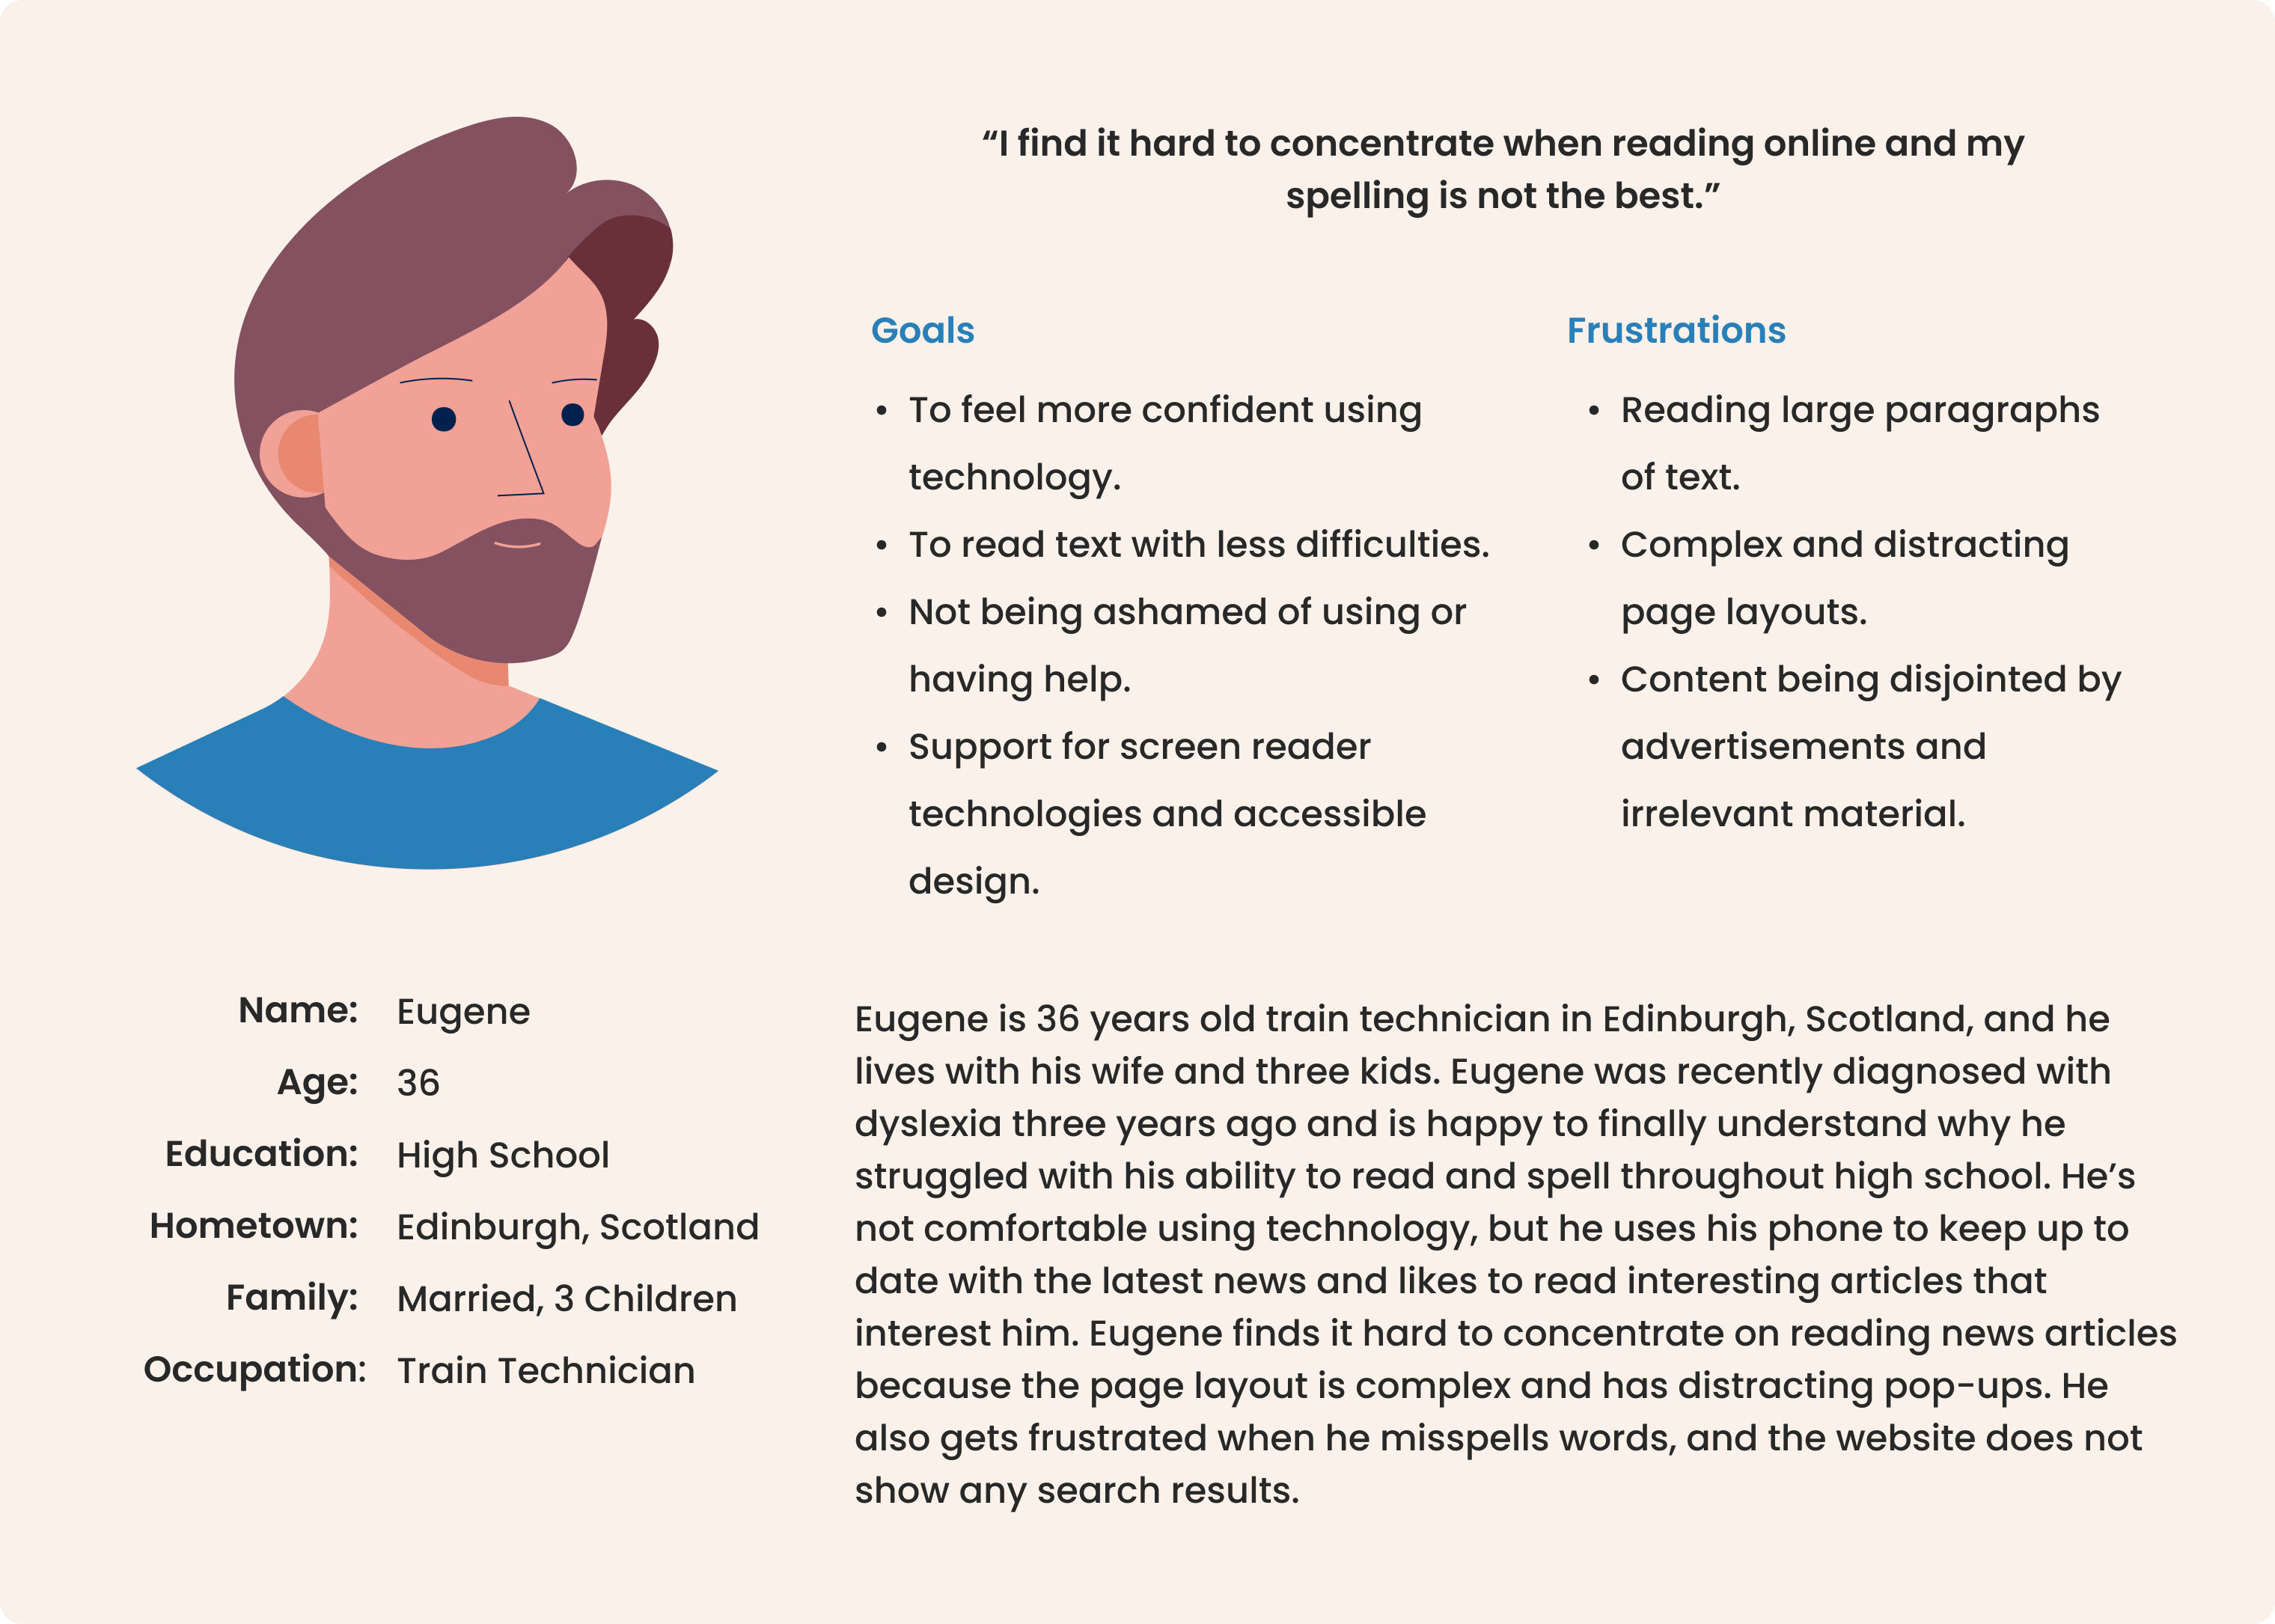 “I find it hard to concentrate when reading online and my
spelling is not the best.”
Goals
• To feel more confident using
technology.
• To read text with less difficulties.
• Not being ashamed of using or
having help.
• Support for screen reader
technologies and accessible
design.
Frustrations
• Reading large paragraphs
of text.
• Complex and distracting
page layouts.
• Content being disjointed by
advertisements and
irrelevant material.
Name: Eugene
Age: 36
Education: High School
Hometown: Edinburgh, Scotland
Family: Married, 3 Children
Occupation: Train Technician
Eugene is 36 years old train technician in Edinburgh, Scotland, and he
lives with his wife and three kids. Eugene was recently diagnosed with
dyslexia three years ago and is happy to finally understand why he
struggled with his ability to read and spell throughout high school. He’s
not comfortable using technology, but he uses his phone to keep up to
date with the latest news and likes to read interesting articles that
interest him. Eugene finds it hard to concentrate on reading news articles
because the page layout is complex and has distracting pop-ups. He
also gets frustrated when he misspells words, and the website does not
show any search results.